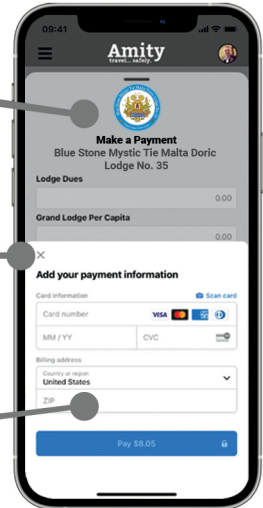 09:41
Amity
travel... safely.
Make a Payment
Blue Stone Mystic Tie Malta Doric
Lodge No. 35
Lodge Dues
0.00
Grand Lodge Per Capita
0.00
Add your payment information
Card information
Scan card
Card number
VISA
MM / YY
CVC
Billing address
Country or region
United States
ZIP
Pay $8.05